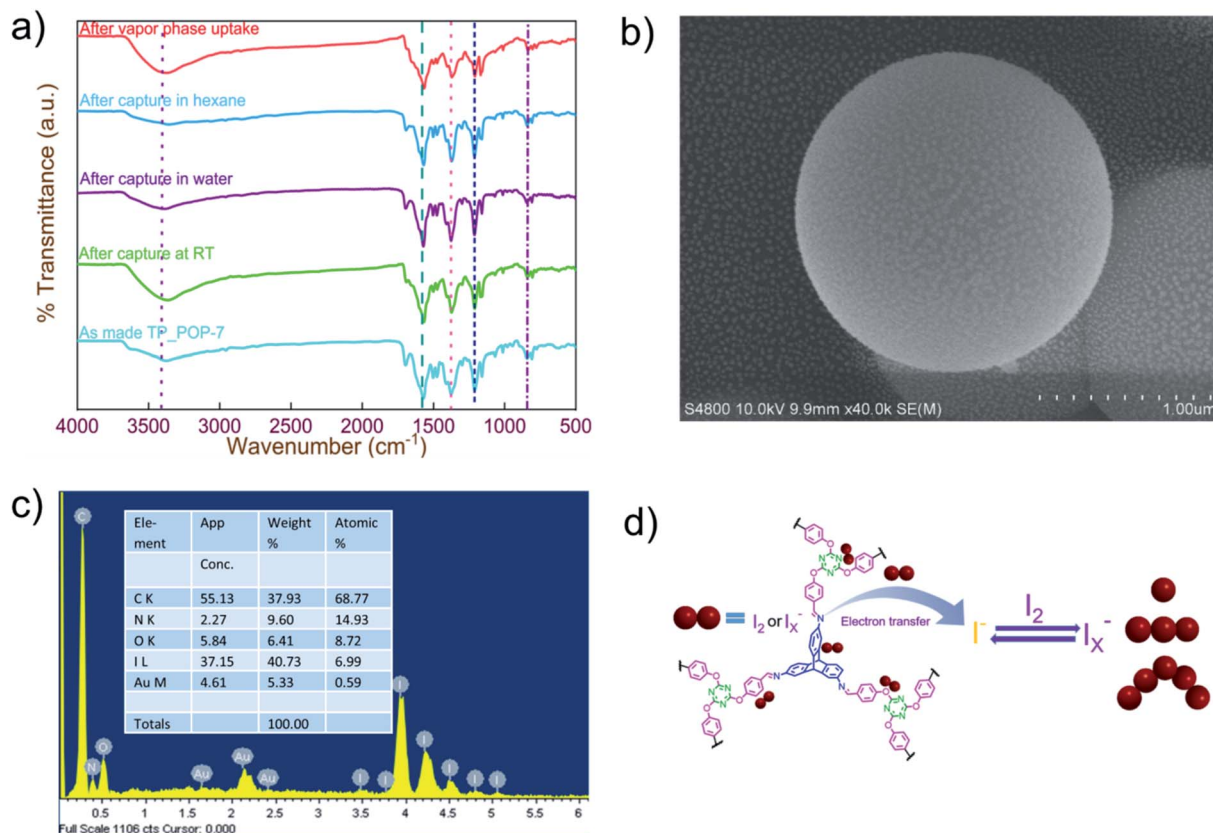 a)
After vapor phase uptake
After capture in hexane
After capture in water
After capture at RT
As made TP_POP-7
% Transmittance (a.u.)
4000 3500 3000 2500 2000 1500 1000 500
Wavenumber (cm-1)
b)
S4800 10.0kV 9.9mm x40.0k SE(M)
1.00um
c)
Ele-
ment App Weight
% Atomic
%
Conc.
C K 55.13 37.93 68.77
N K 2.27 9.60 14.93
O K 5.84 6.41 8.72
I L 37.15 40.73 6.99
Au M 4.61 5.33 0.59
Totals 100.00
C
N
O
Au
Au
Au
I
I
I
I
I
I
I
0.5 1 1.5 2 2.5 3 3.5 4 4.5 5 5.5 6
Full Scale 1106 cts Cursor: 0.000
d)
I2 or IX-
Electron transfer
I-
I2
IX-
O
N